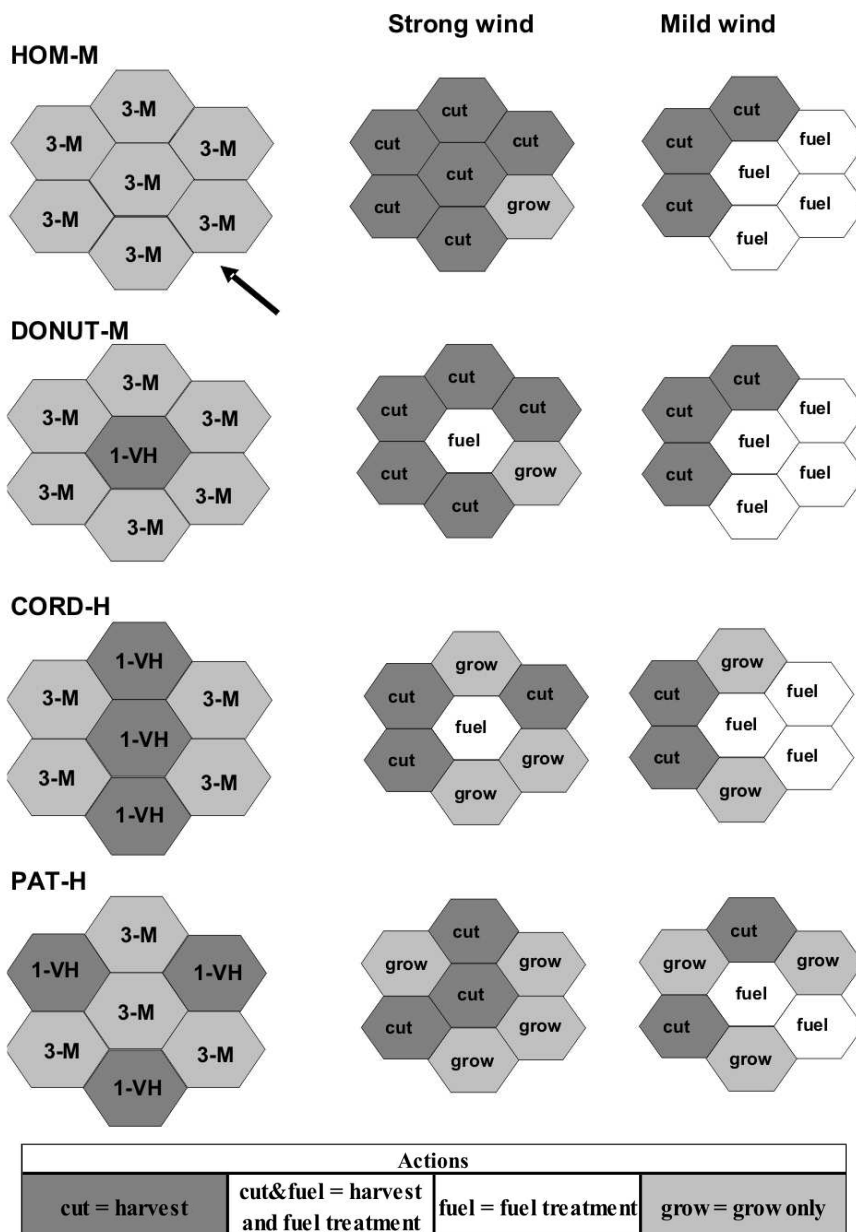 Strong wind Mild wind
HOM-M
3-M cut cut
3-M 3-M cut cut cut fuel
3-M cut fuel
3-M 3-M cut grow cut fuel
3-M cut fuel
DONUT-M
3-M cut cut
3-M 3-M cut cut cut fuel
1-VH fuel fuel
3-M 3-M cut grow cut fuel
3-M cut fuel
CORD-H
1-VH grow grow
3-M 3-M cut cut cut fuel
1-VH fuel fuel
3-M 3-M cut grow cut fuel
1-VH grow grow
PAT-H
3-M cut cut
1-VH 1-VH grow grow grow grow
3-M cut fuel
3-M 3-M cut grow cut fuel
1-VH grow grow
Actions
cut = harvest
cut&fuel = harvest
and fuel treatment
fuel = fuel treatment
grow = grow only